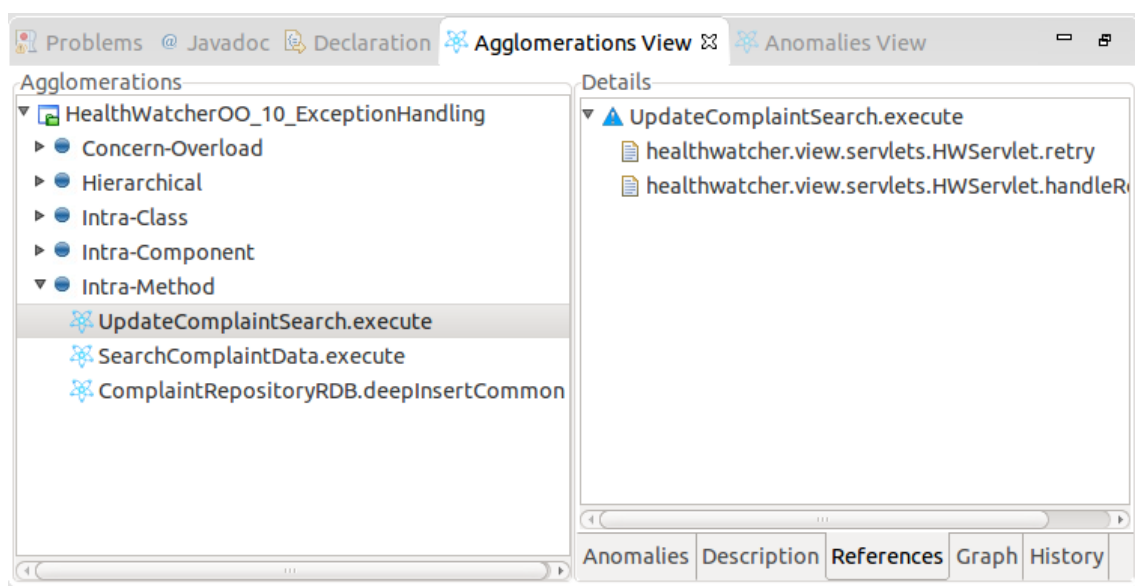 Problems @ Javadoc Declaration Agglomerations View Anomalies View
Agglomerations
HealthWatcherOO_10_ExceptionHandling
Concern-Overload
Hierarchical
Intra-Class
Intra-Component
Intra-Method
UpdateComplaintSearch.execute
SearchComplaintData.execute
ComplaintRepositoryRDB.deepInsertCommon
Details
UpdateComplaintSearch.execute
healthwatcher.view.servlets.HWServlet.retry
healthwatcher.view.servlets.HWServlet.handleR
Anomalies Description References Graph History